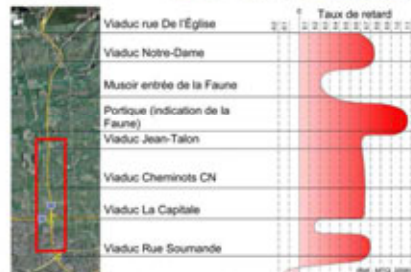 Taux de retard
Viaduc rue De l'Église
Viaduc Notre-Dame
Musoir entrée de la Faune
Portique (indication de la
Faune)
Viaduc Jean-Talon
Viaduc Cheminots CN
Viaduc La Capitale
Viaduc Rue Soumande